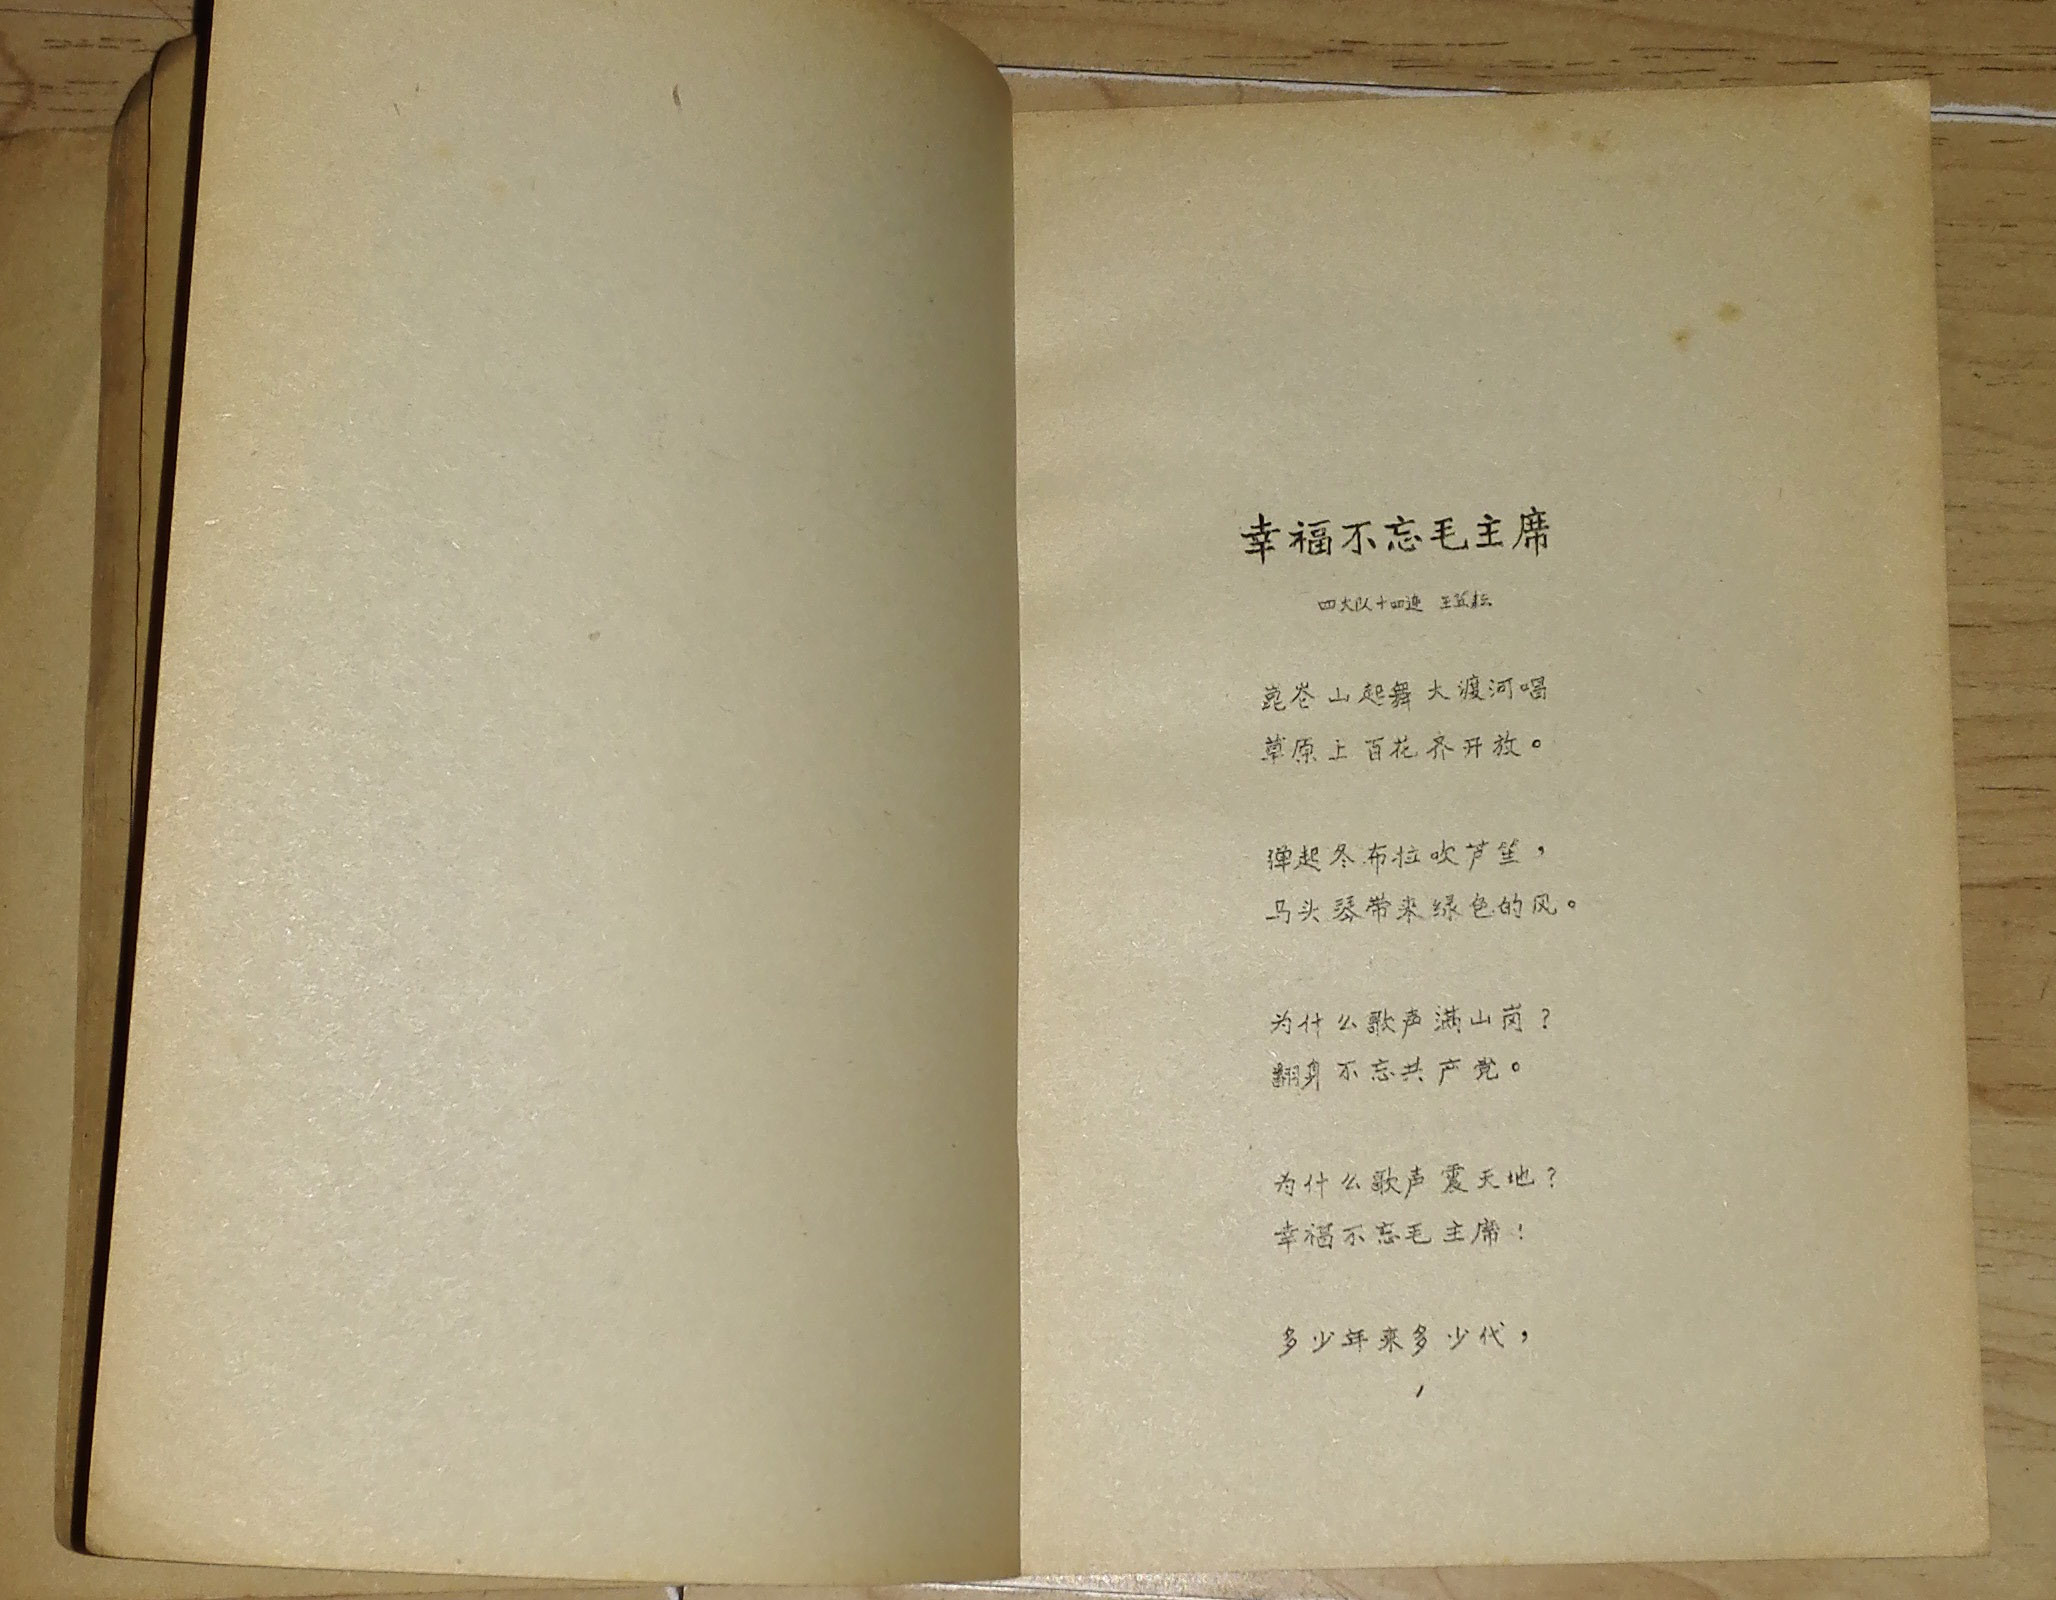 幸福不忘毛主席
四大队十四连 王
崑崙山起舞大渡河唱
草原上百花齐开放。
弹起冬布拉吹芦笙，
马头琴带来绿色的风。
为什么歌声满山岗？
翻身不忘共产党。
为什么歌声震天地？
幸福不忘毛主席！
多少年来多少代，
1